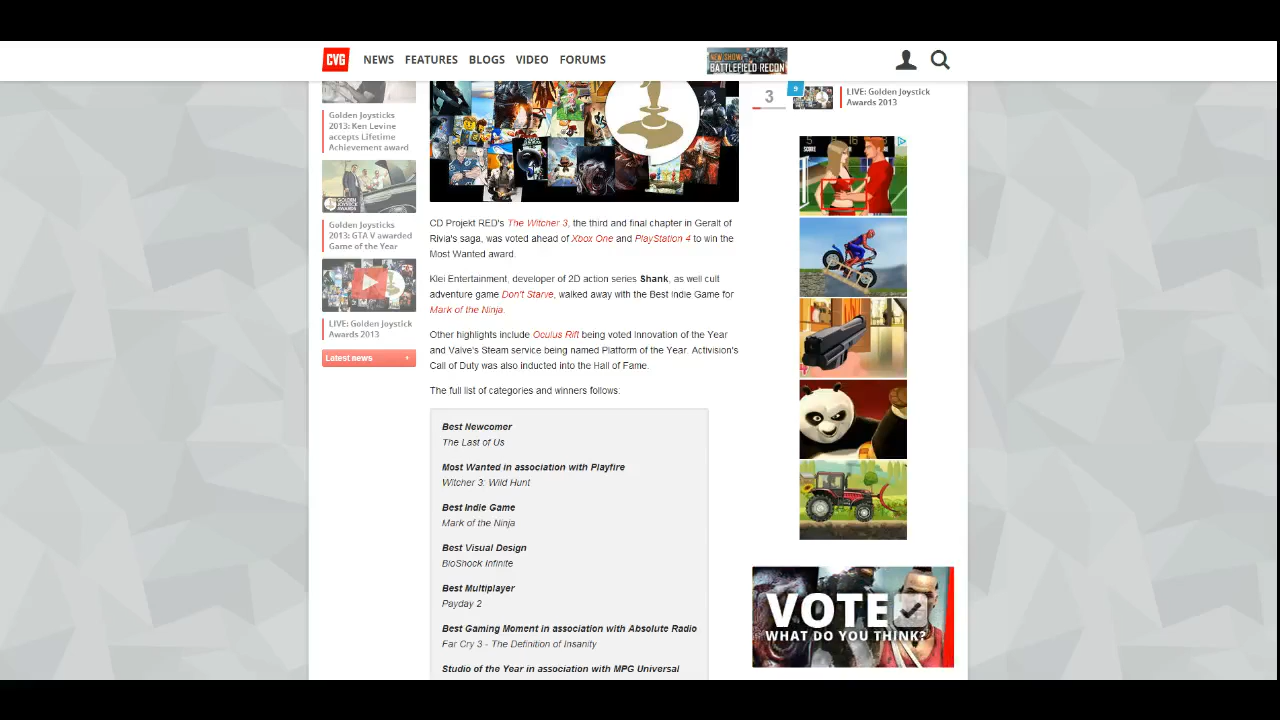 CVG
NEWS
FEATURES
BLOGS
VIDEO
FORUMS
NEW SHOW!
BATTLEFIELD RECON
Golden Joysticks
2013: Ken Levine
accepts Lifetime
Achievement award
Golden Joysticks
2013: GTA V awarded
Game of the Year
LIVE: Golden Joystick
Awards 2013
Latest news
CD Projekt RED's The Witcher 3, the third and final chapter in Geralt of
Rivia's saga, was voted ahead of Xbox One and PlayStation 4 to win the
Most Wanted award.
Klei Entertainment, developer of 2D action series Shank, as well cult
adventure game Don't Starve, walked away with the Best Indie Game for
Mark of the Ninja.
Other highlights include Oculus Rift being voted Innovation of the Year
and Valve's Steam service being named Platform of the Year. Activision's
Call of Duty was also inducted into the Hall of Fame.
The full list of categories and winners follows:
Best Newcomer
The Last of Us
Most Wanted in association with Playfire
Witcher 3: Wild Hunt
Best Indie Game
Mark of the Ninja
Best Visual Design
BioShock Infinite
Best Multiplayer
Payday 2
Best Gaming Moment in association with Absolute Radio
Far Cry 3 - The Definition of Insanity
Studio of the Year in association with MPG Universal
3
9
LIVE: Golden Joystick
Awards 2013
VOTE
WHAT DO YOU THINK?